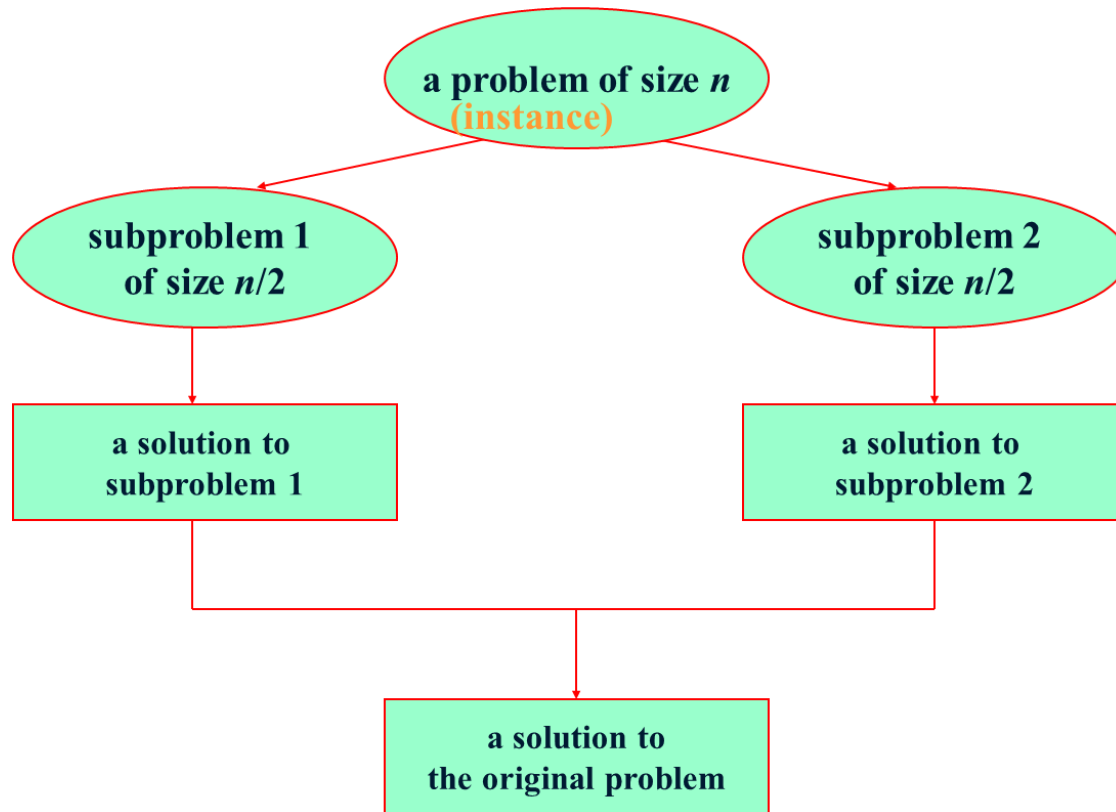 a problem of size n
(instance)
subproblem 1
of size n/2
subproblem 2
of size n/2
a solution to
subproblem 1
a solution to
subproblem 2
a solution to
the original problem